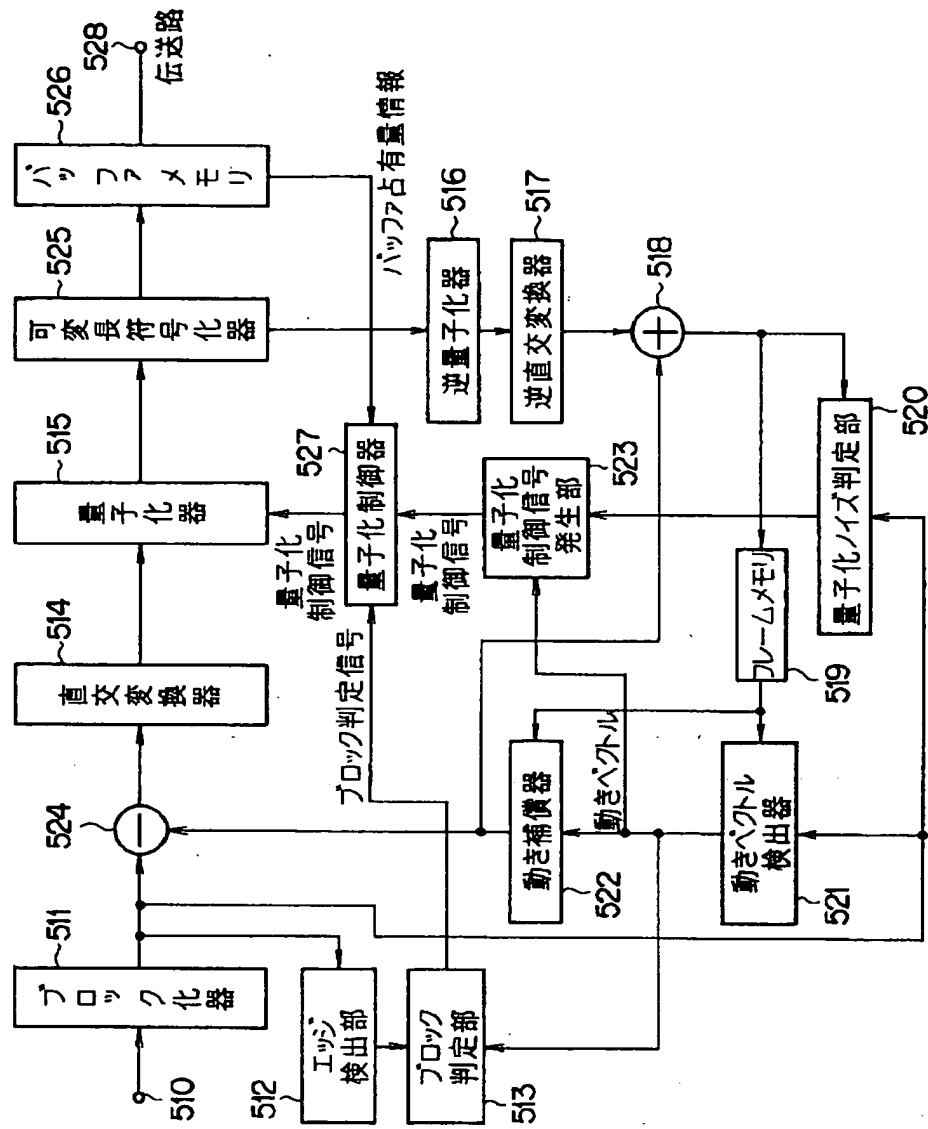 510
511
ブロック化器
524
514
直交変換器
515
量子化器
525
可変長符号化器
526
バッファメモリ
528
伝送路
512
エッジ
検出部
513
ブロック
判定部
ブロック判定信号
量子化
制御信号
527
量子化制御器
バッファ占有量情報
量子化
制御信号
516
逆量子化器
517
逆直交変換器
518
523
量子化
制御信号
発生部
522
動き補償器
動きベクトル
519
フレームメモリ
521
動きベクトル
検出器
520
量子化ノイズ判定部